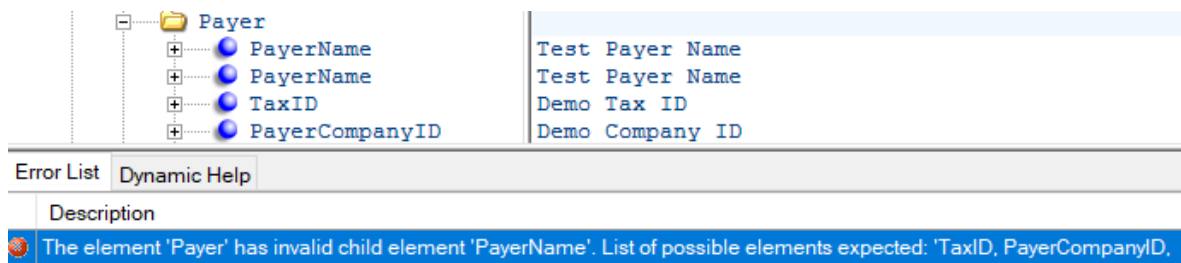 Payer
PayerName Test Payer Name
PayerName Test Payer Name
TaxID Demo Tax ID
PayerCompanyID Demo Company ID
Error List Dynamic Help
Description
The element 'Payer' has invalid child element 'PayerName'. List of possible elements expected: 'TaxID, PayerCompanyID,